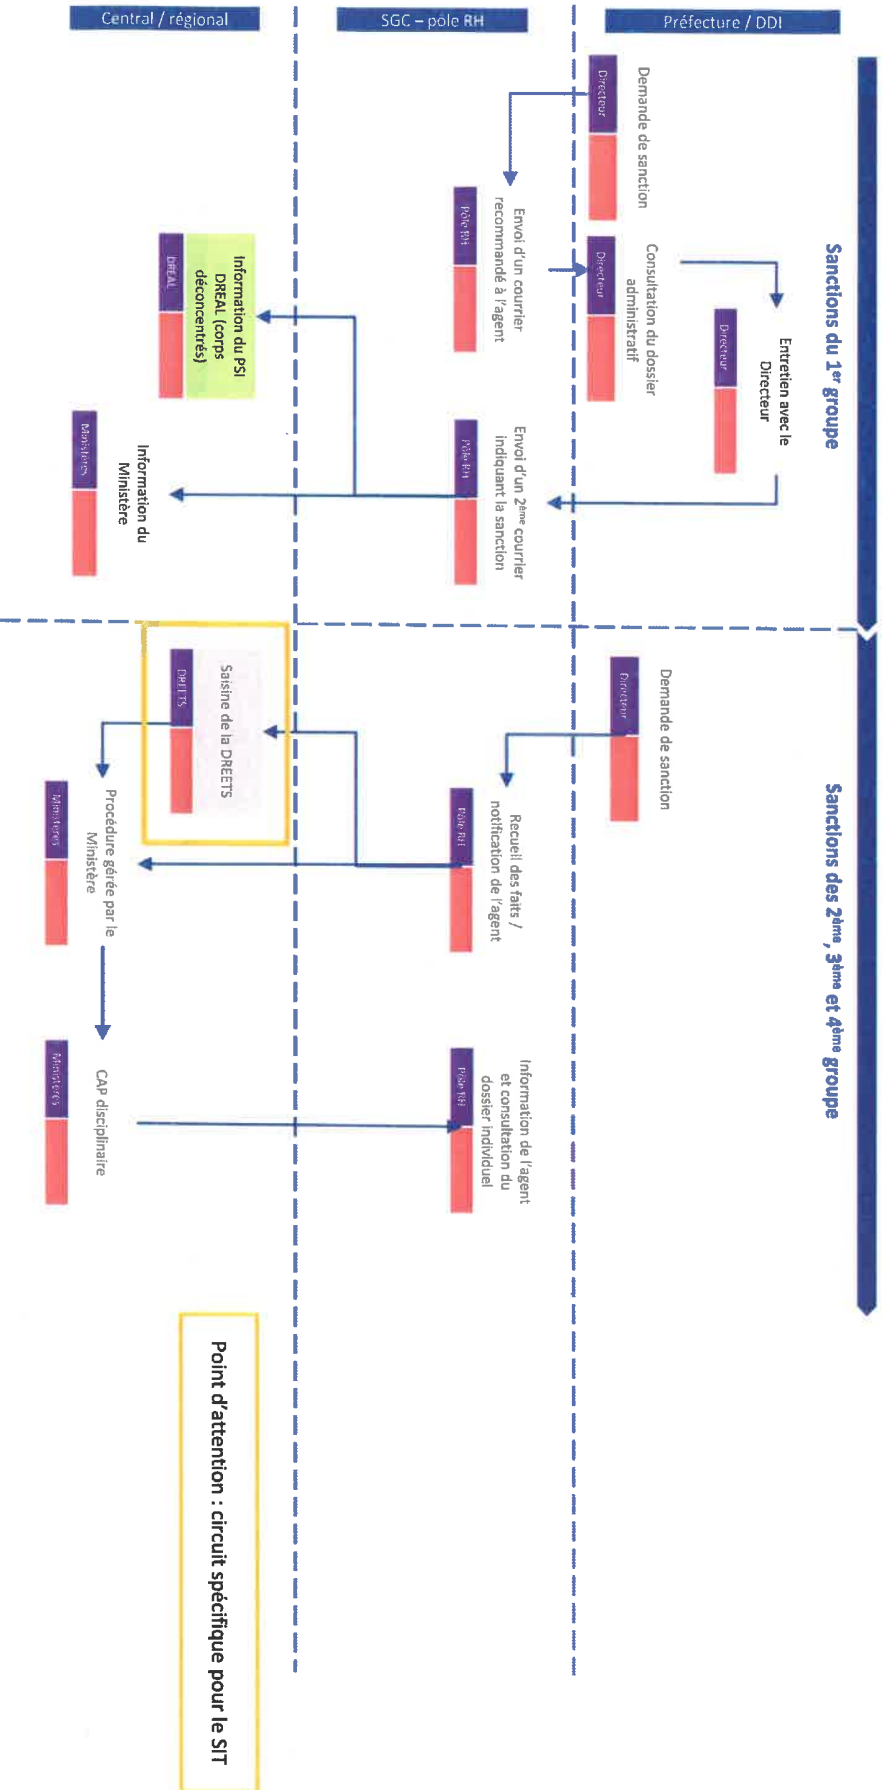 Sanctions du 1er groupe
Sanctions des 2ème, 3ème et 4ème groupe
Préfecture / DDI
Demande de sanction
Directeur
Consultation du dossier
administratif
Directeur
Entretien avec le
Directeur
Directeur
Demande de sanction
Directeur
SGC – pôle RH
Envoi d'un courrier
recommandé à l'agent
Pôle RH
Envoi d'un 2ème courrier
indiquant la sanction
Pôle RH
Recueil des faits /
notification de l'agent
Pôle RH
Information de l'agent
et consultation du
dossier individuel
Pôle RH
Central / régional
Information du PSI
DREAL (corps
déconcentrés)
DREAL
Information du
Ministère
Ministères
Saisine de la DREETS
DREETS
Procédure gérée par le
Ministère
Ministères
CAP disciplinaire
Ministères
Point d'attention : circuit spécifique pour le SIT